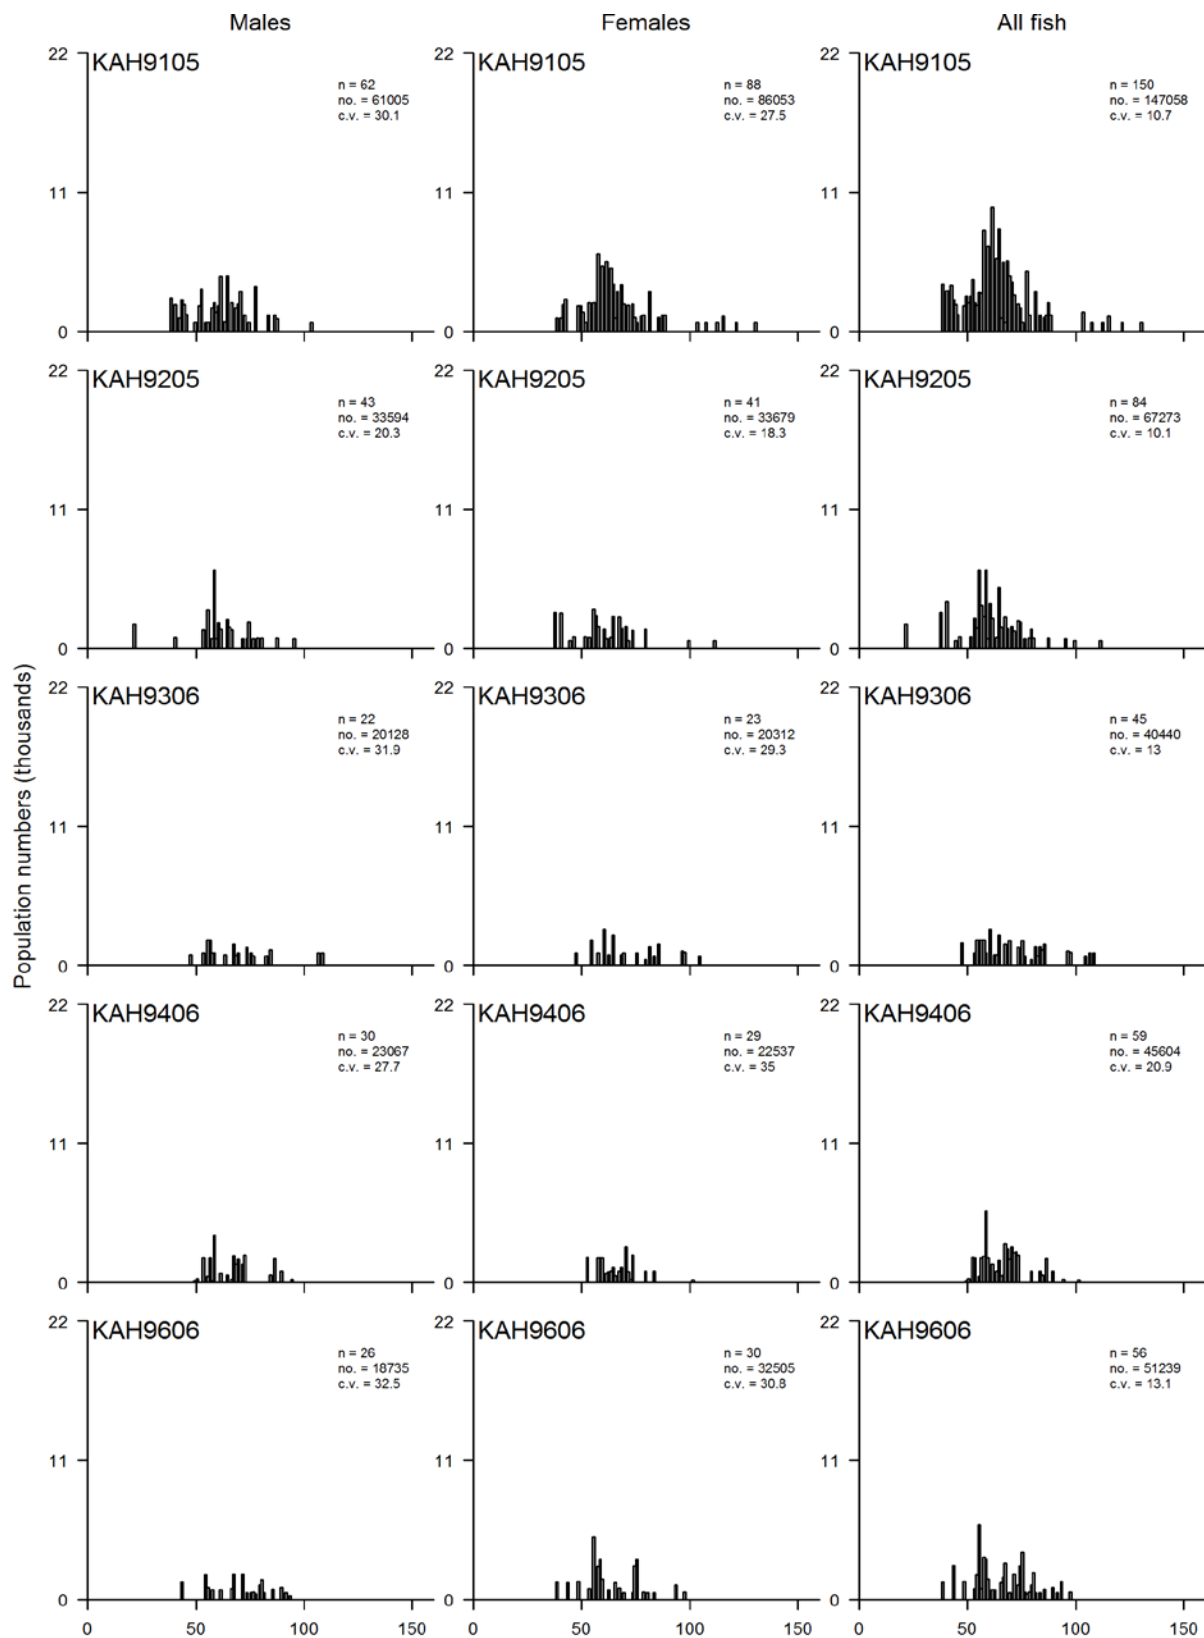 Males Females All fish
22 KAH9105 22 KAH9105 22 KAH9105
n = 62 n = 88 n = 150
no. = 61005 no. = 86053 no. = 147058
c.v. = 30.1 c.v. = 27.5 c.v. = 10.7
11 11 11
0 0 0
22 KAH9205 22 KAH9205 22 KAH9205
n = 43 n = 41 n = 84
no. = 33594 no. = 33679 no. = 67273
c.v. = 20.3 c.v. = 18.3 c.v. = 10.1
11 11 11
0 0 0
22 KAH9306 22 KAH9306 22 KAH9306
n = 22 n = 23 n = 45
no. = 20128 no. = 20312 no. = 40440
c.v. = 31.9 c.v. = 29.3 c.v. = 13
Population numbers (thousands)
11 11 11
0 0 0
22 KAH9406 22 KAH9406 22 KAH9406
n = 30 n = 29 n = 59
no. = 23067 no. = 22537 no. = 45604
c.v. = 27.7 c.v. = 35 c.v. = 20.9
11 11 11
0 0 0
22 KAH9606 22 KAH9606 22 KAH9606
n = 26 n = 30 n = 56
no. = 18735 no. = 32505 no. = 51239
c.v. = 32.5 c.v. = 30.8 c.v. = 13.1
11 11 11
0 0 0
0 50 100 150 0 50 100 150 0 50 100 150